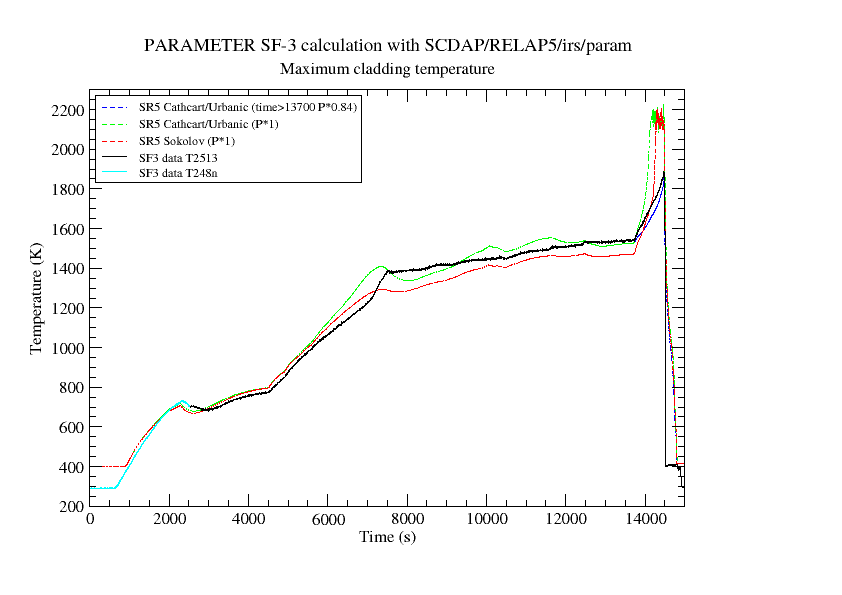 PARAMETER SF-3 calculation with SCDAP/RELAP5/irs/param
Maximum cladding temperature
SR5 Cathcart/Urbanic (time>13700 P*0.84)
SR5 Cathcart/Urbanic (P*1)
SR5 Sokolov (P*1)
SF3 data T2513
SF3 data T248n
2200
2000
1800
1600
1400
1200
1000
800
600
400
200
Temperature (K)
0 2000 4000 6000 8000 10000 12000 14000
Time (s)